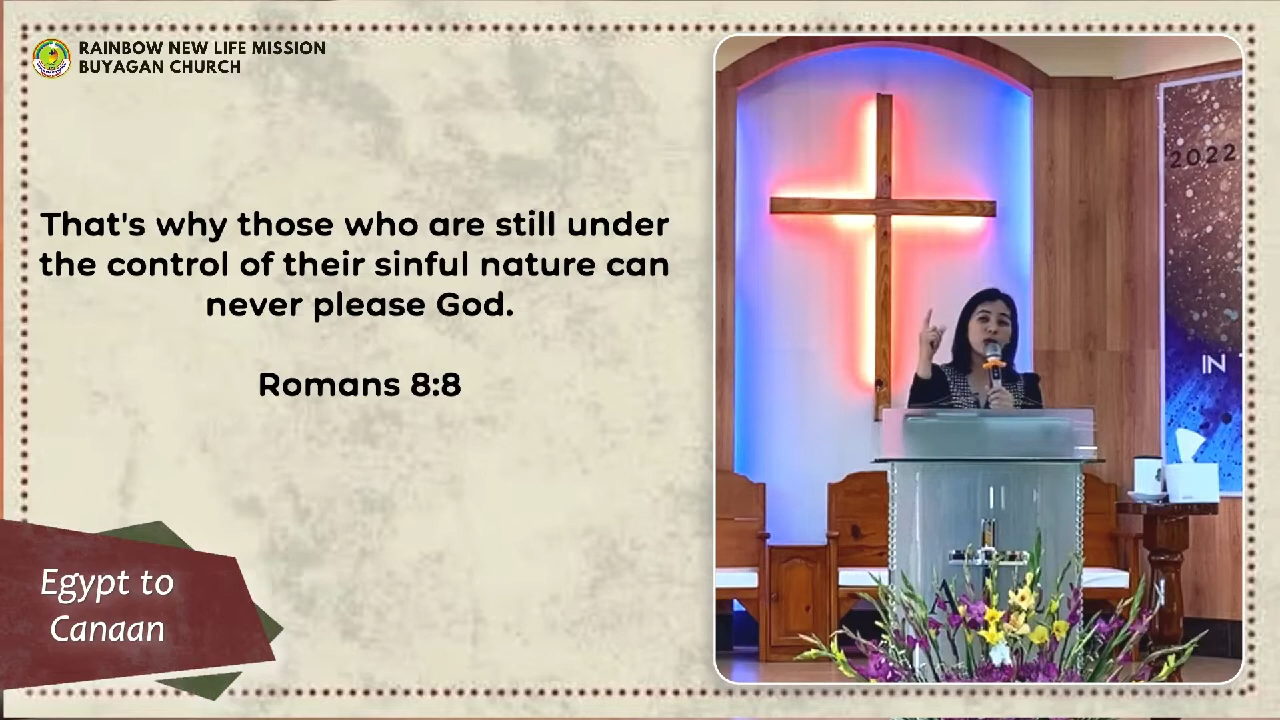 RAINBOW NEW LIFE MISSION
BUYAGAN CHURCH
That's why those who are still under
the control of their sinful nature can
never please God.
Romans 8:8
Egypt to
Canaan
2022
IN